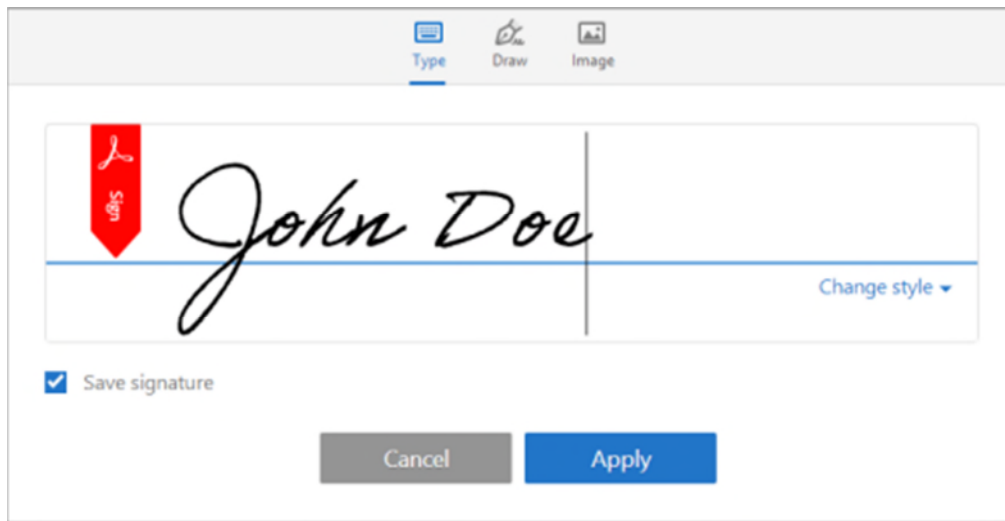 Type Draw Image
Sign
John Doe
Change style
Save signature
Cancel Apply